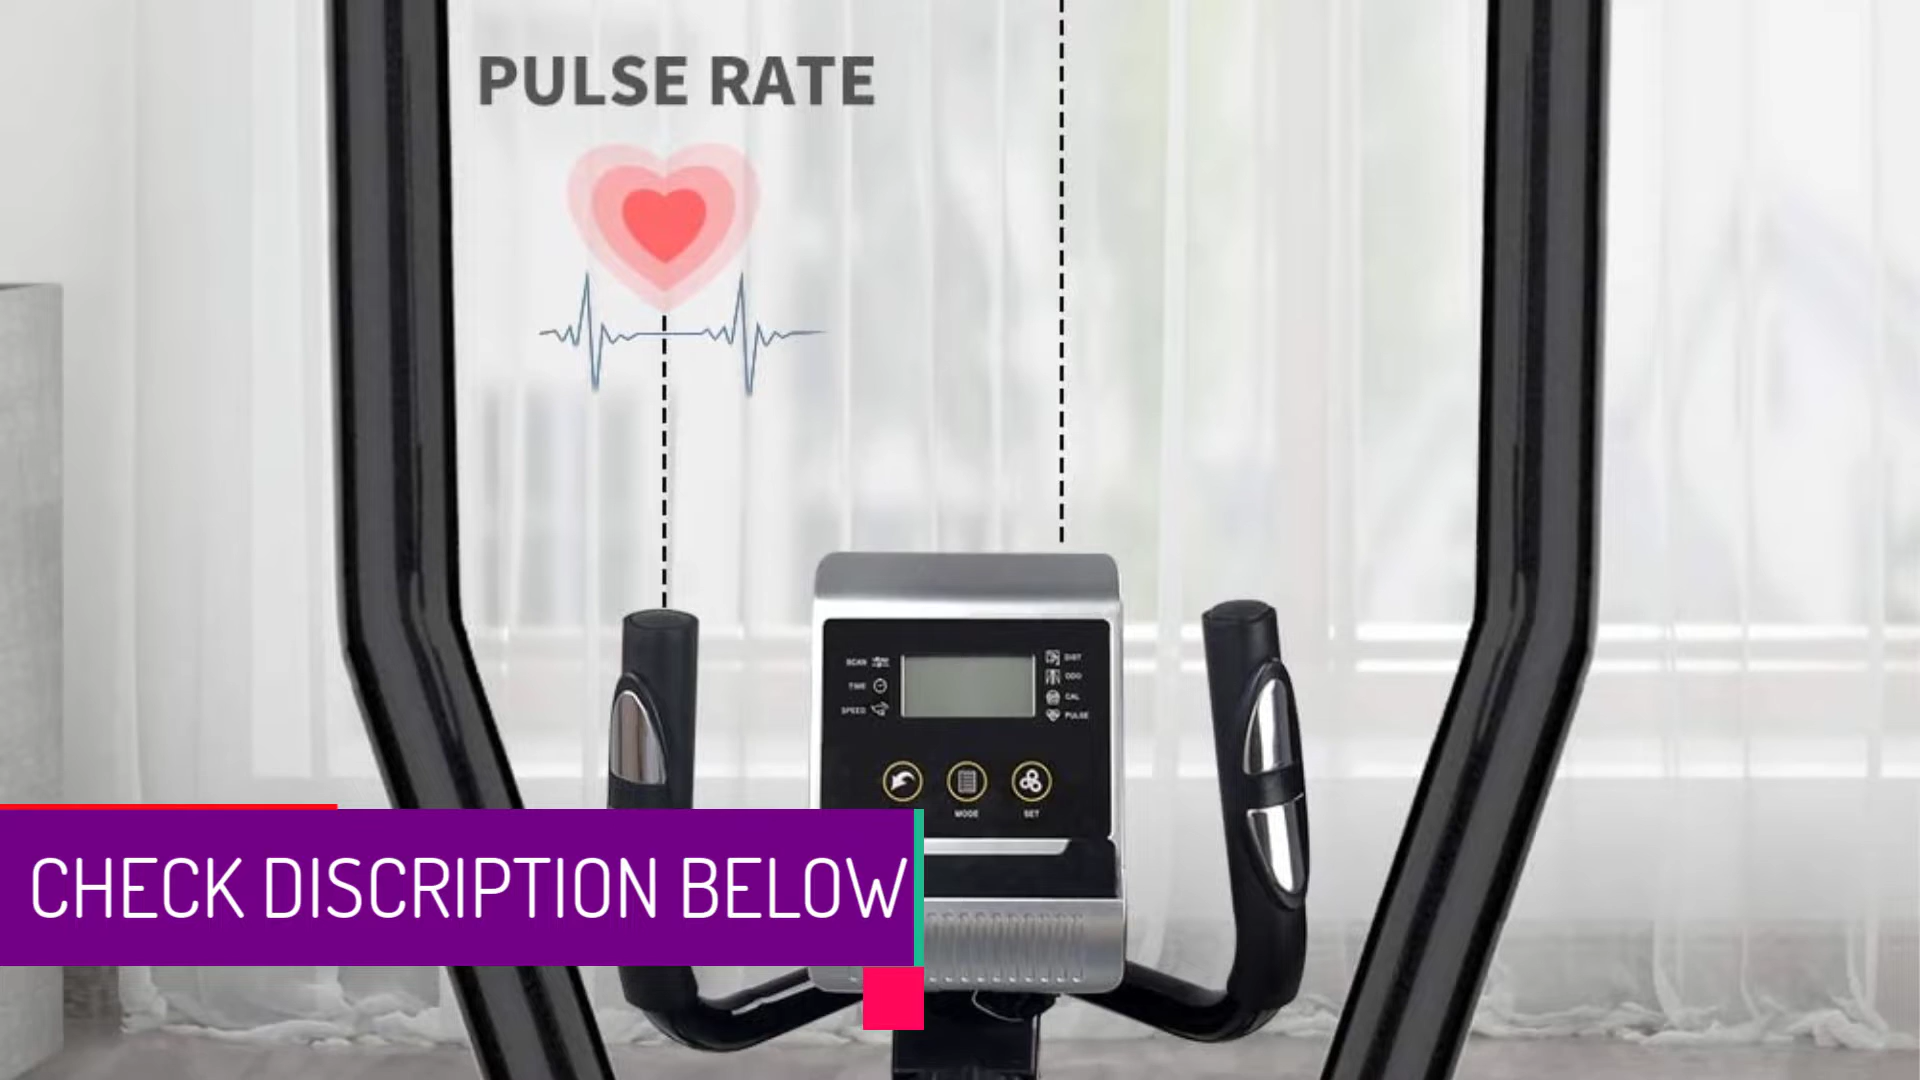 PULSE RATE
SCAN
TIME
SPEED
DIST
ODO
CAL
PULSE
MODE
SET
CHECK DISCRIPTION BELOW